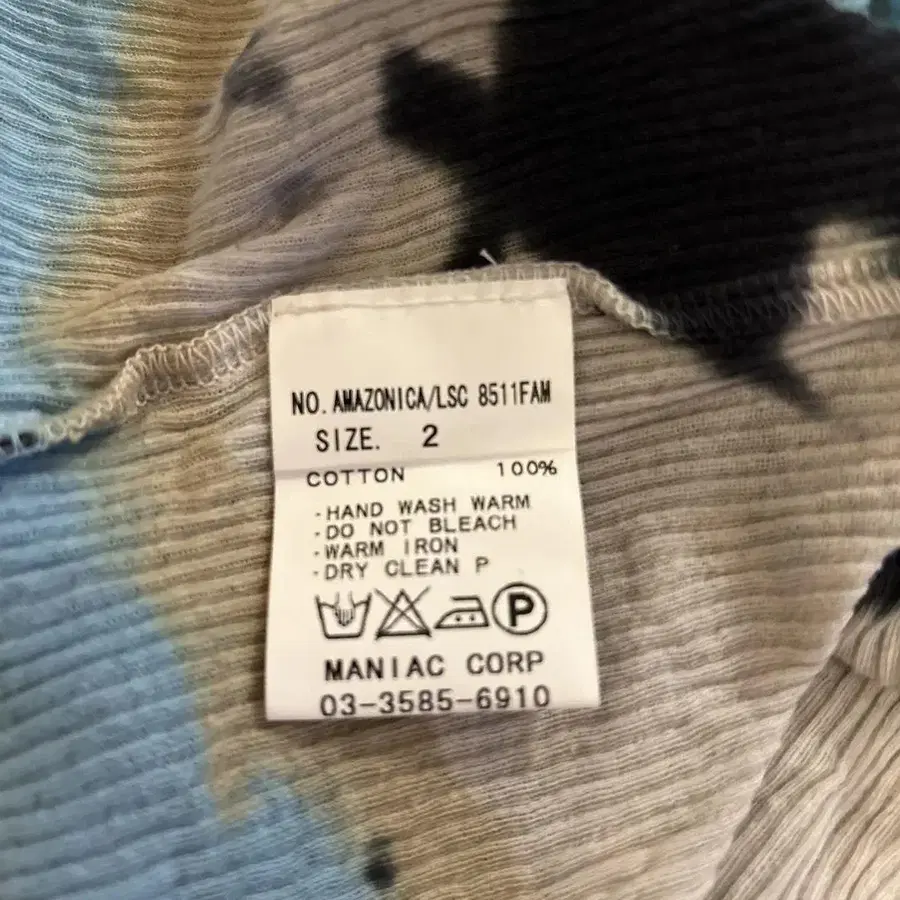 NO. AMAZONICA/LSC 8511FAM
SIZE. 2
COTTON 100%
·HAND WASH WARM
·DO NOT BLEACH
·WARM IRON
·DRY CLEAN P
P
MANIAC CORP
03-3585-6910